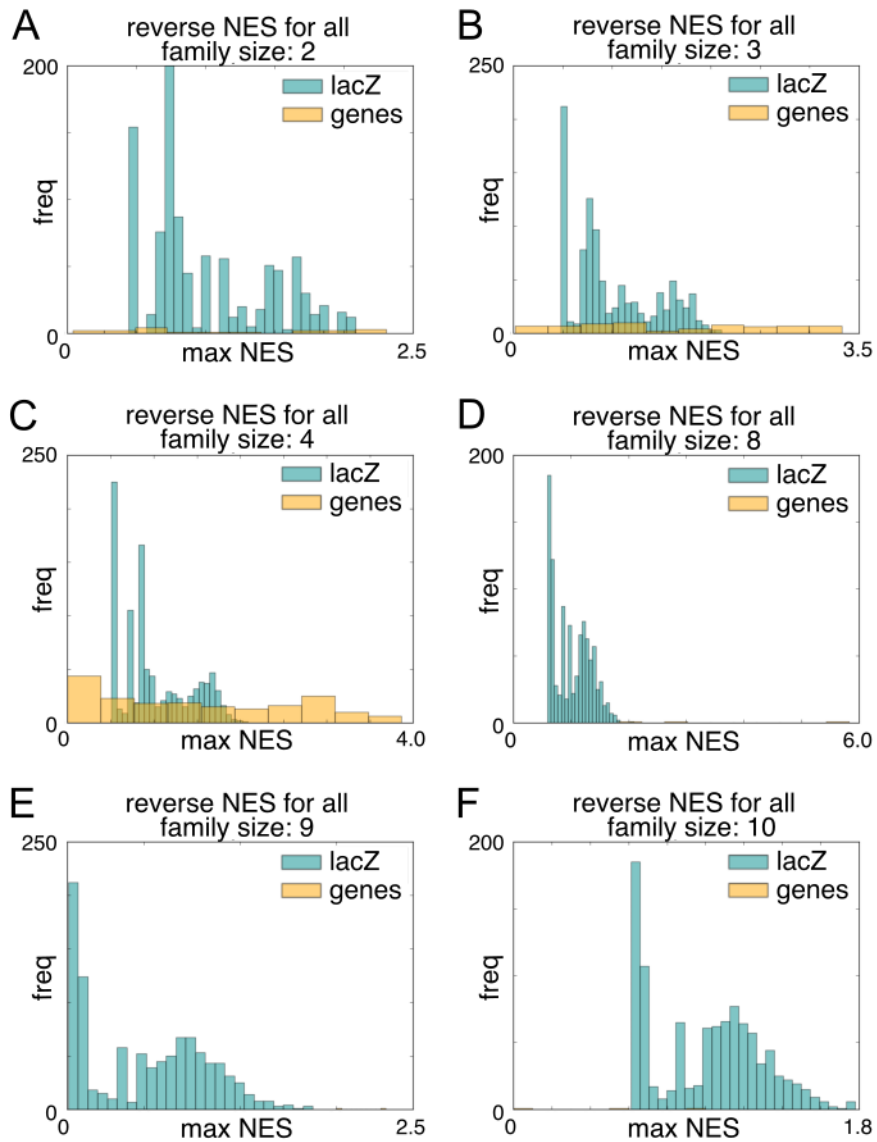 A
reverse NES for all
family size: 2
200
lacZ
genes
freq
0
0
max NES
2.5
B
reverse NES for all
family size: 3
250
lacZ
genes
freq
0
0
max NES
3.5
C
reverse NES for all
family size: 4
250
lacZ
genes
freq
0
0
max NES
4.0
D
reverse NES for all
family size: 8
200
lacZ
genes
freq
0
0
max NES
6.0
E
reverse NES for all
family size: 9
250
lacZ
genes
freq
0
0
max NES
2.5
F
reverse NES for all
family size: 10
200
lacZ
genes
freq
0
0
max NES
1.8